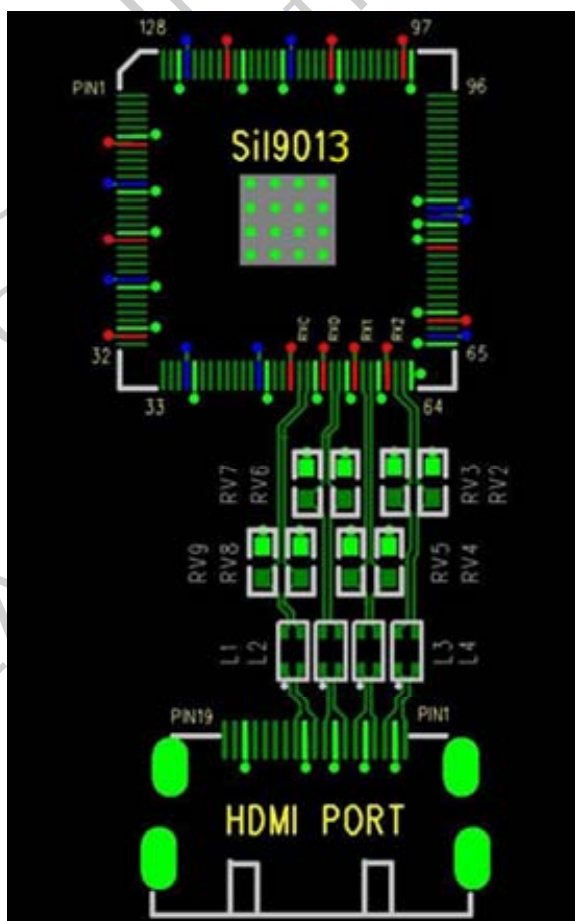 128 97
PIN1 96
SiI9013
RXC RX0 RX1 RX2
32 65
33 64
RV7 RV6 RV3 RV2
RV9 RV8 RV5 RV4
L1 L2 L3 L4
PIN19 PIN1
HDMI PORT